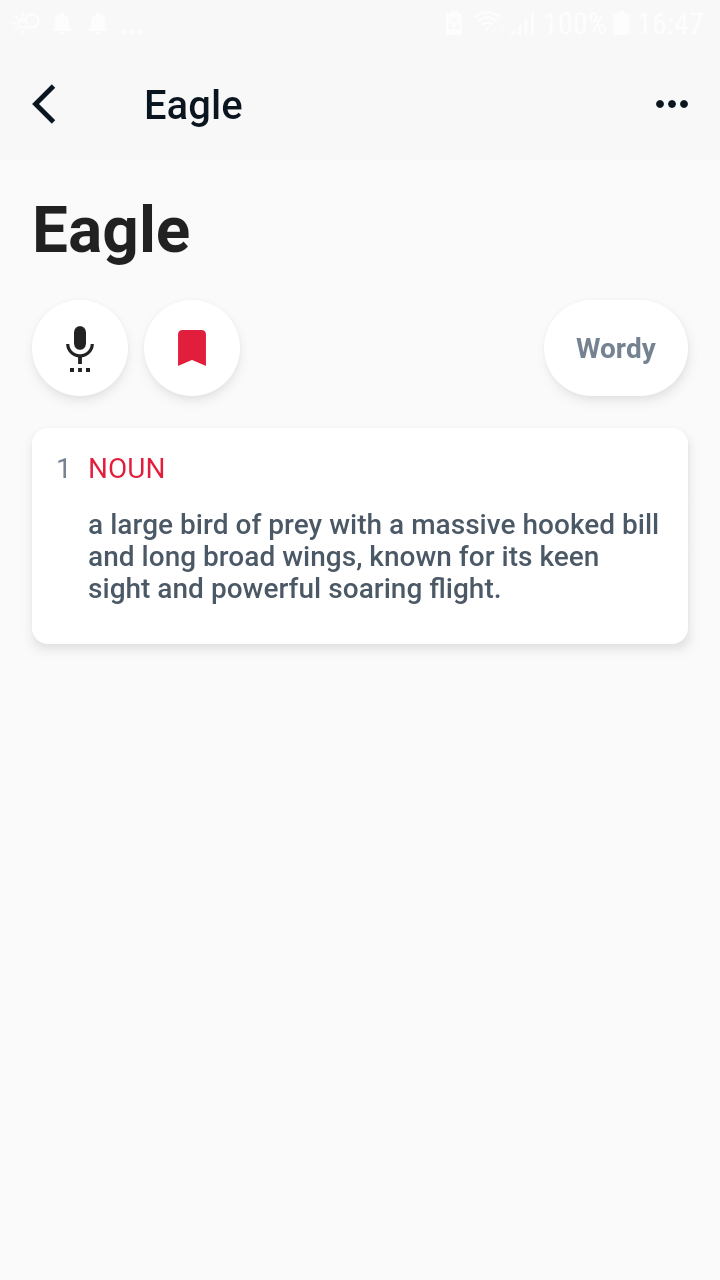 ... 100% 16:47
Eagle
Eagle
Wordy
1 NOUN
a large bird of prey with a massive hooked bill
and long broad wings, known for its keen
sight and powerful soaring flight.